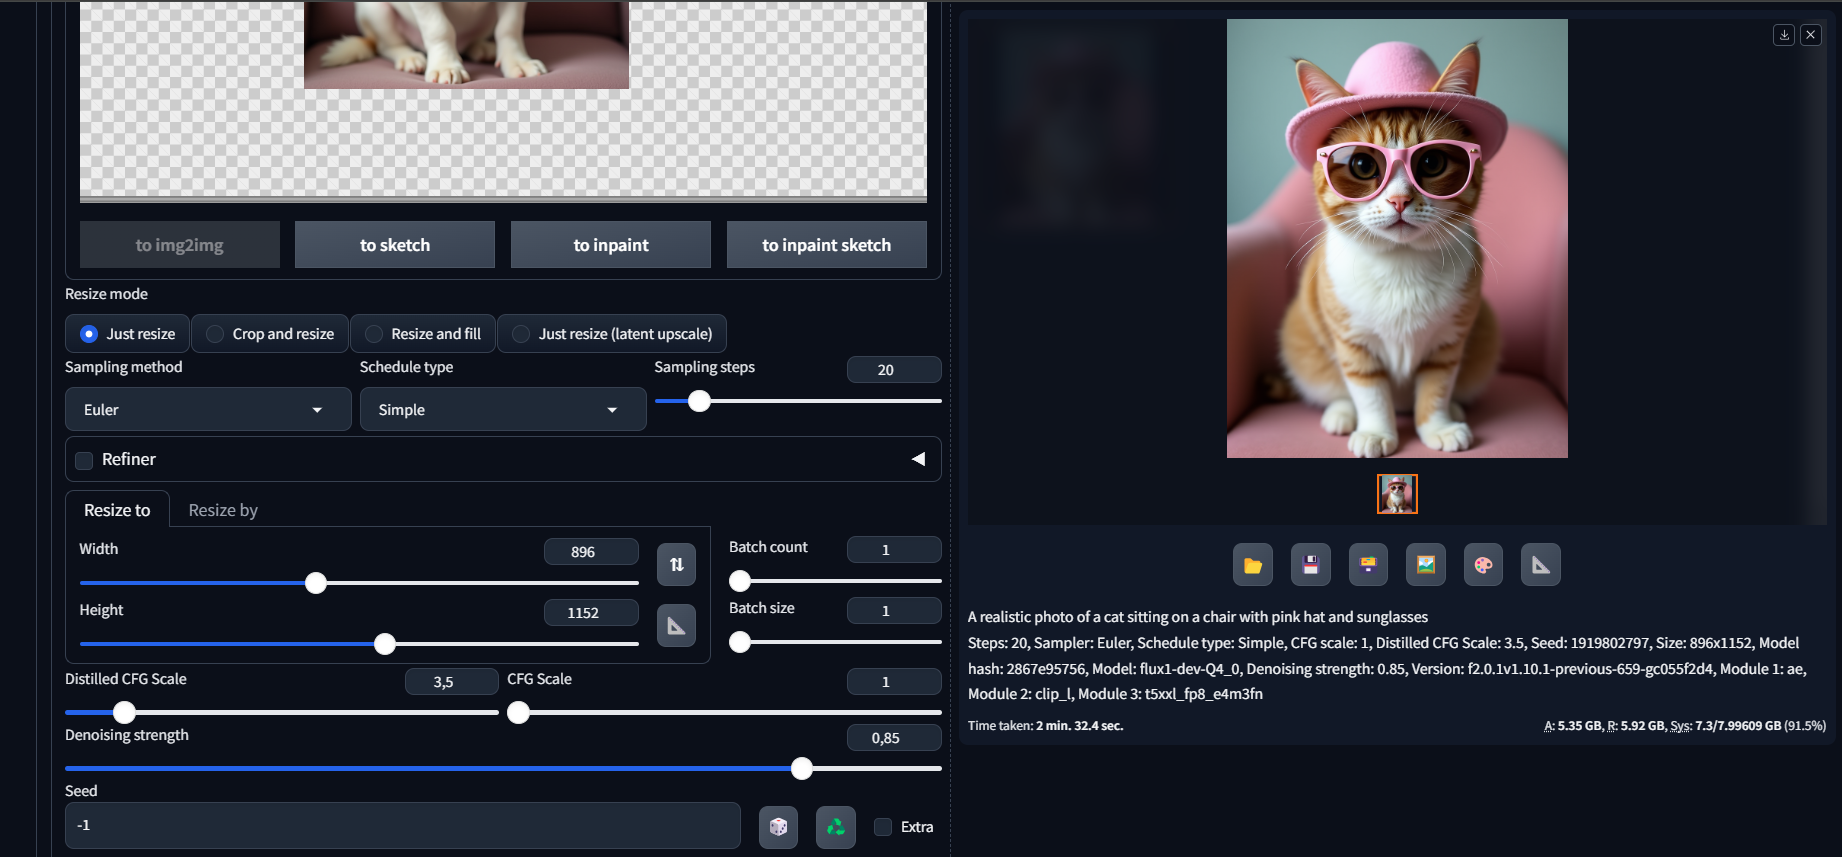 to img2img
to sketch
to inpaint
to inpaint sketch
Resize mode
Just resize
Crop and resize
Resize and fill
Just resize (latent upscale)
Sampling method
Schedule type
Sampling steps
20
Euler
Simple
Refiner
Resize to
Resize by
Width
896
Height
1152
Batch count
1
Batch size
1
Distilled CFG Scale
3,5
CFG Scale
1
Denoising strength
0,85
Seed
-1
Extra
A realistic photo of a cat sitting on a chair with pink hat and sunglasses
Steps: 20, Sampler: Euler, Schedule type: Simple, CFG scale: 1, Distilled CFG Scale: 3.5, Seed: 1919802797, Size: 896x1152, Model
hash: 2867e95756, Model: flux1-dev-Q4_0, Denoising strength: 0.85, Version: f2.0.1v1.10.1-previous-659-gc055f2d4, Module 1: ae,
Module 2: clip_l, Module 3: t5xxl_fp8_e4m3fn
Time taken: 2 min. 32.4 sec.
A: 5.35 GB, R: 5.92 GB, Sys: 7.3/7.99609 GB (91.5%)